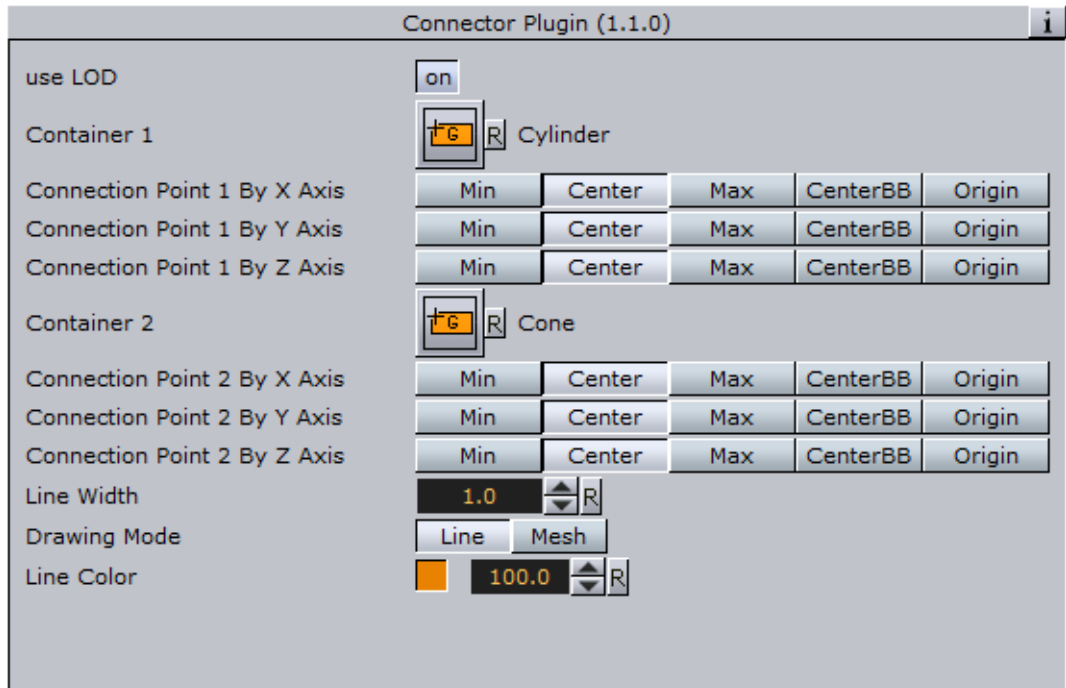 Connector Plugin (1.1.0) i
use LOD on
Container 1 G R Cylinder
Connection Point 1 By X Axis Min Center Max CenterBB Origin
Connection Point 1 By Y Axis Min Center Max CenterBB Origin
Connection Point 1 By Z Axis Min Center Max CenterBB Origin
Container 2 G R Cone
Connection Point 2 By X Axis Min Center Max CenterBB Origin
Connection Point 2 By Y Axis Min Center Max CenterBB Origin
Connection Point 2 By Z Axis Min Center Max CenterBB Origin
Line Width 1.0 R
Drawing Mode Line Mesh
Line Color 100.0 R